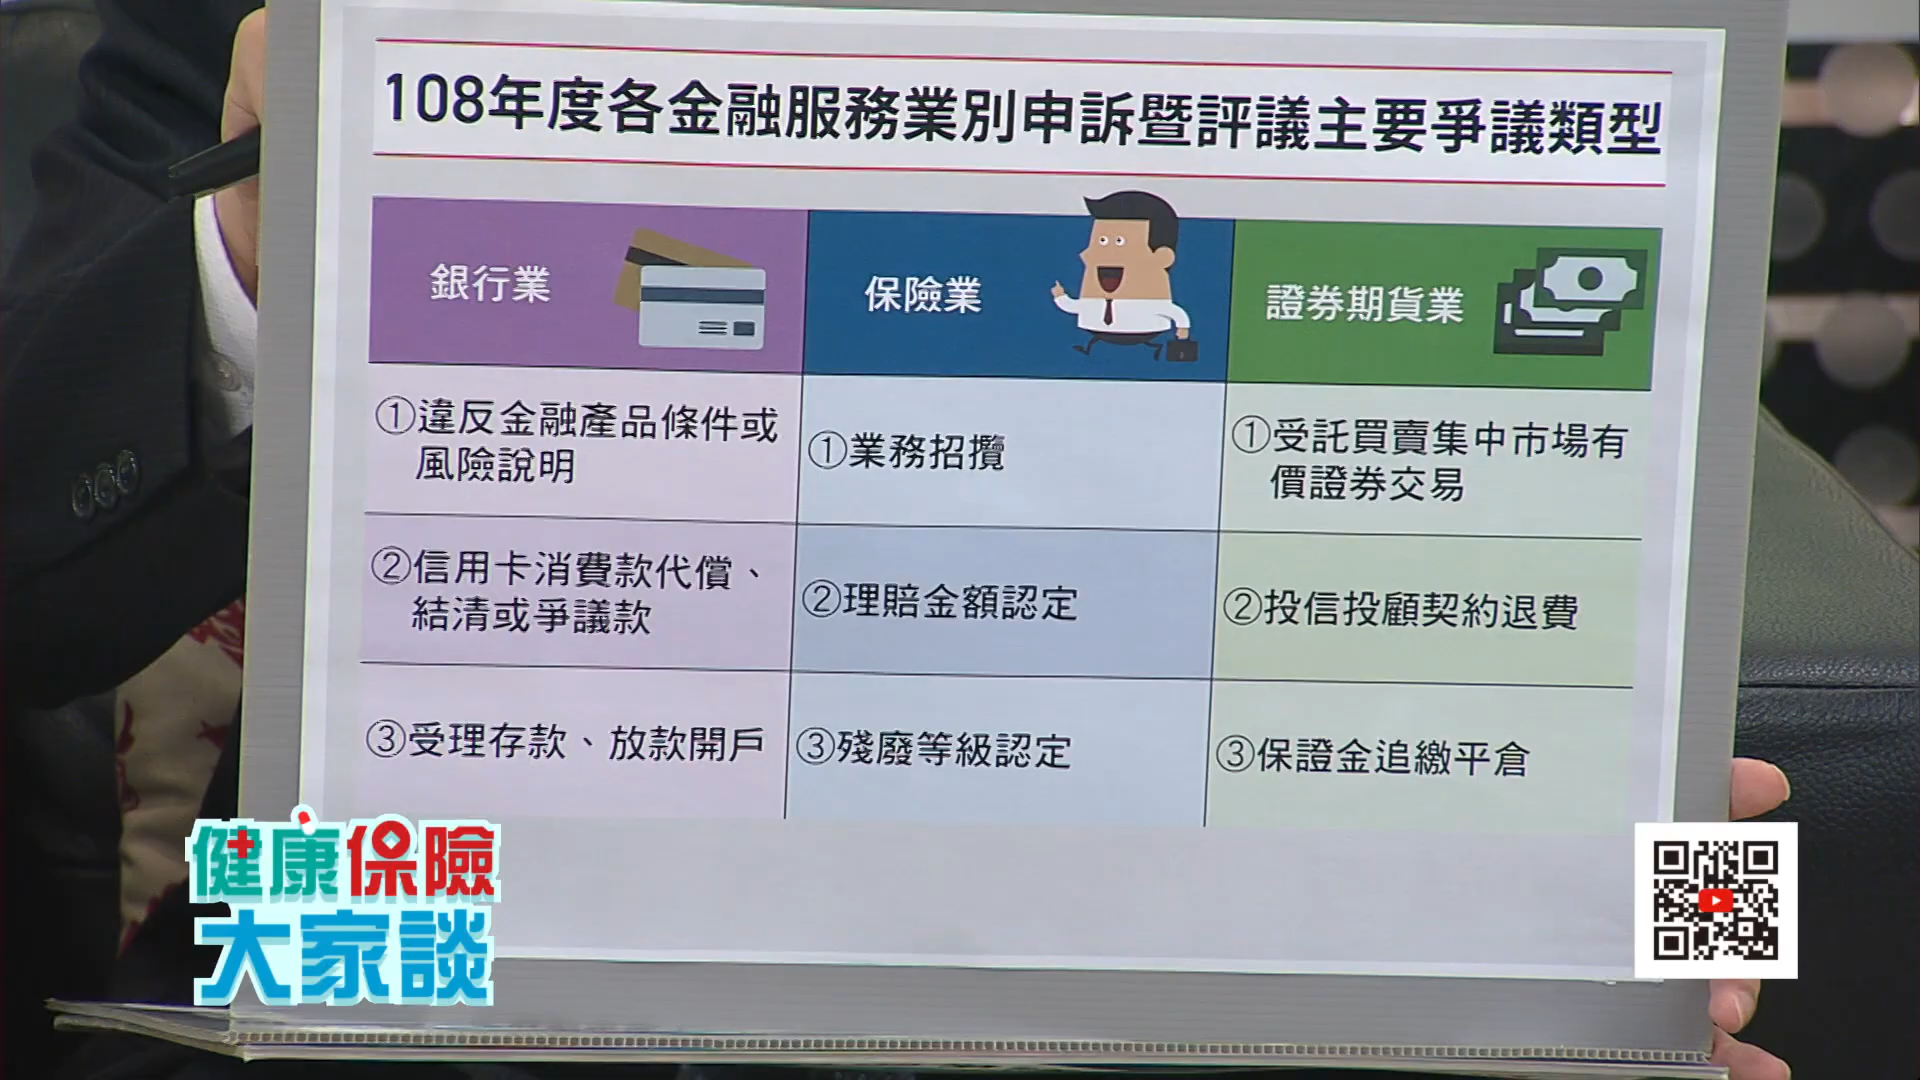 108年度各金融服務業別申訴暨評議主要爭議類型
銀行業
保險業
證券期貨業
①違反金融產品條件或
風險說明
①業務招攬
①受託買賣集中市場有
價證券交易
②信用卡消費款代償、
結清或爭議款
②理賠金額認定
②投信投顧契約退費
③受理存款、放款開戶
③殘廢等級認定
③保證金追繳平倉
健康保險
大家談